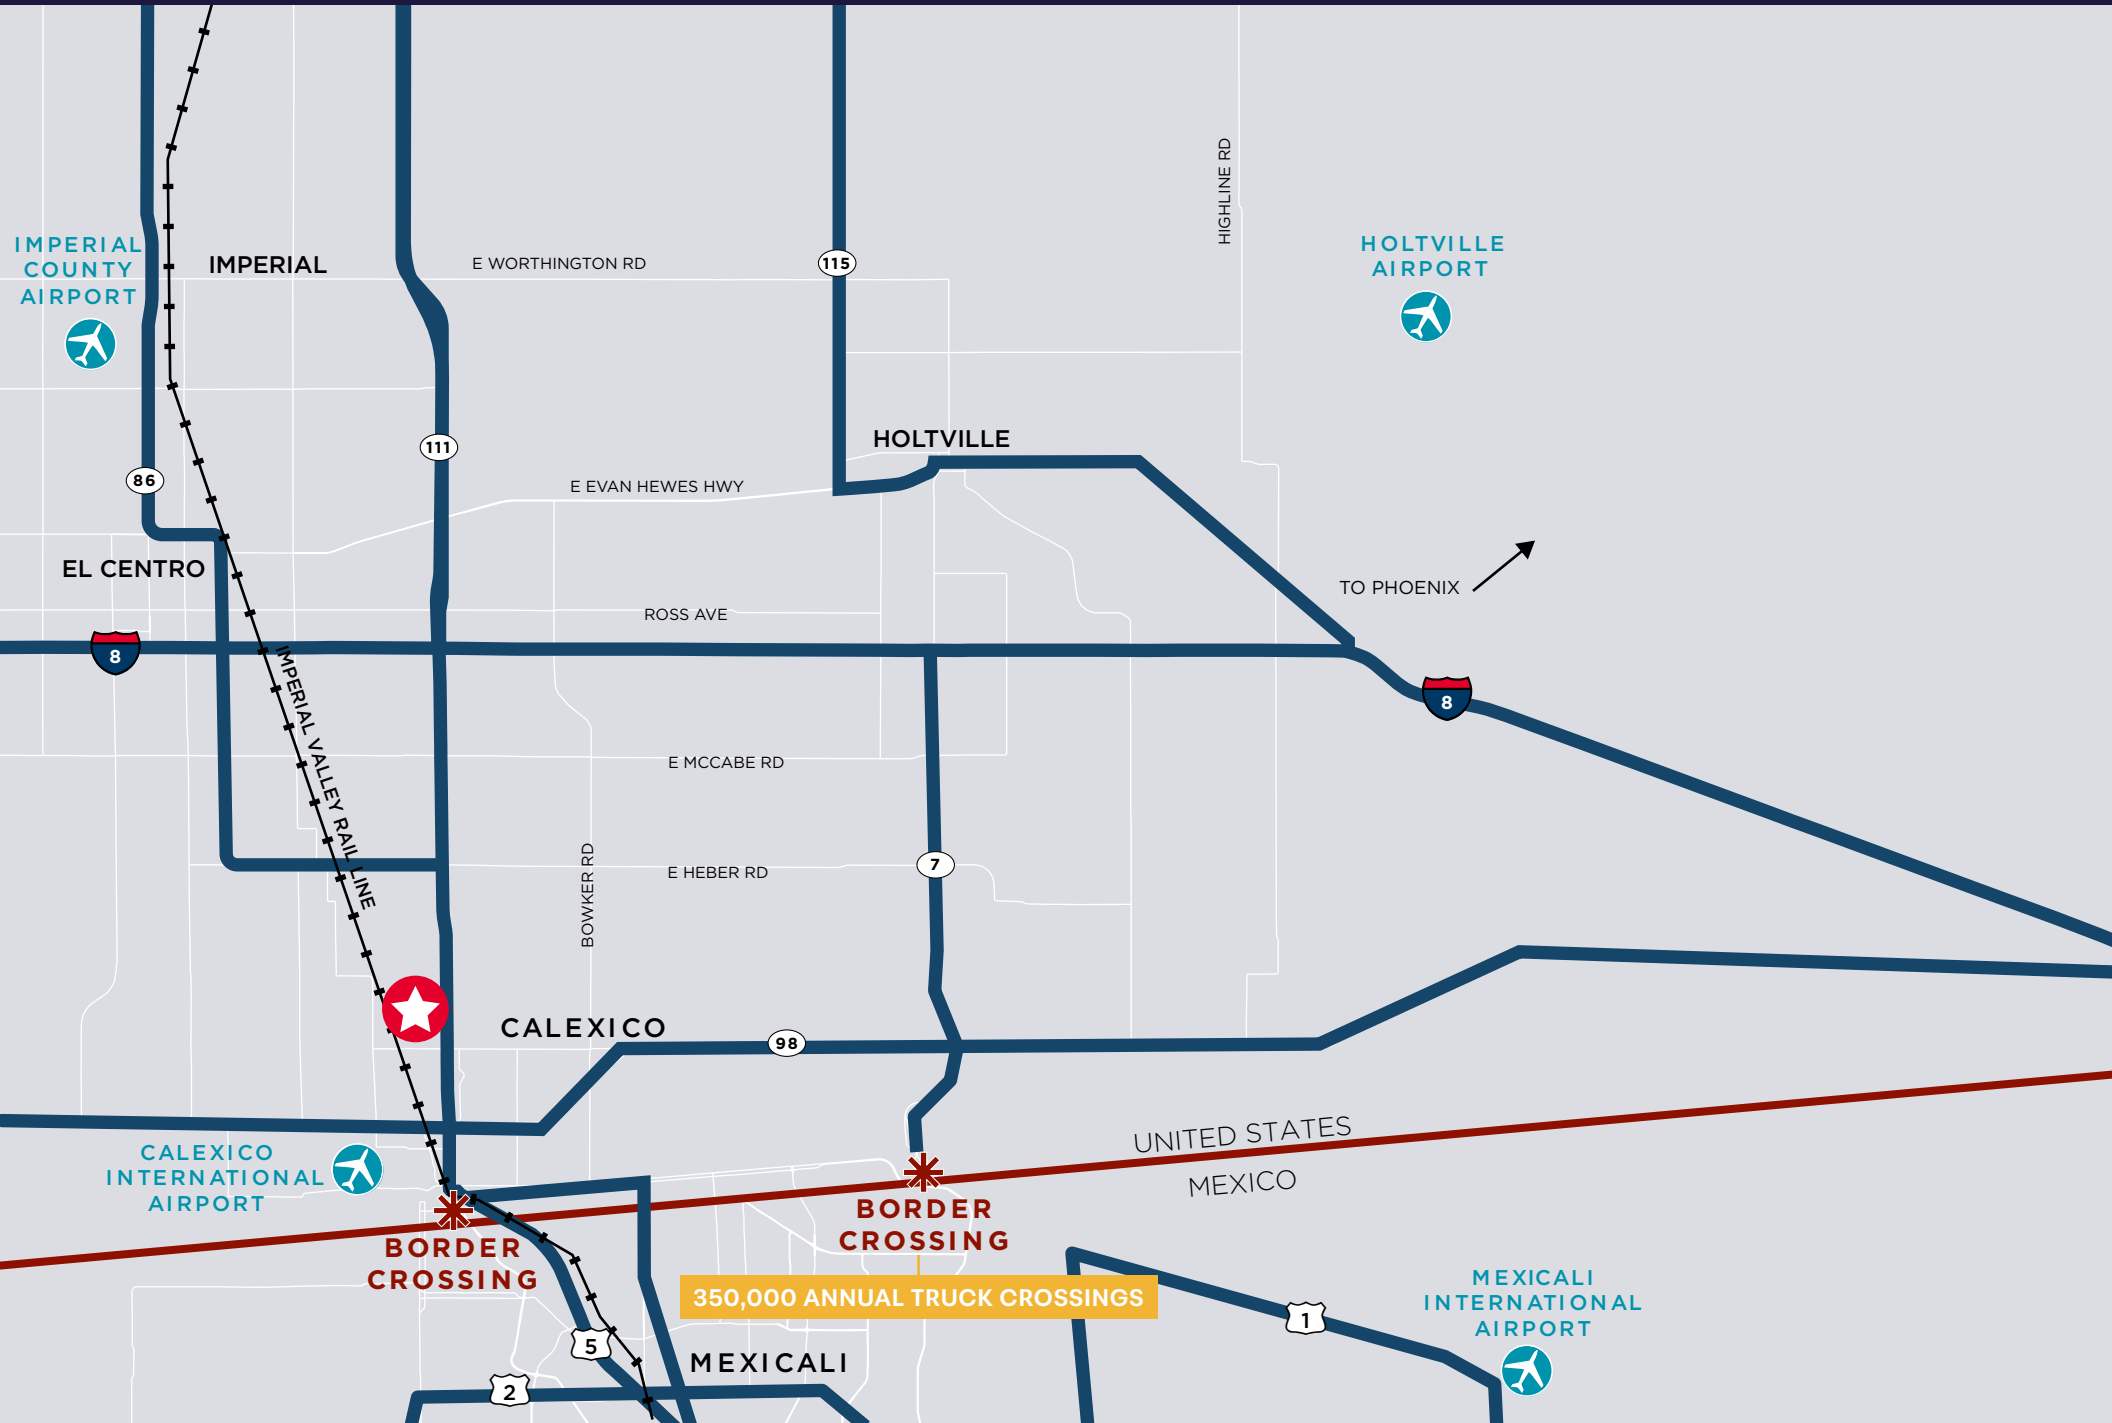 HIGHLINE RD
IMPERIAL
COUNTY
AIRPORT
IMPERIAL
E WORTHINGTON RD
115
HOLTVILLE
AIRPORT
111
HOLTVILLE
86
E EVAN HEWES HWY
EL CENTRO
TO PHOENIX
ROSS AVE
8
8
IMPERIAL VALLEY RAIL LINE
E MCCABE RD
BOWKER RD
E HEBER RD
7
CALEXICO
98
UNITED STATES
MEXICO
CALEXICO
INTERNATIONAL
AIRPORT
BORDER
CROSSING
BORDER
CROSSING
350,000 ANNUAL TRUCK CROSSINGS
MEXICALI
INTERNATIONAL
AIRPORT
1
5
MEXICALI
2